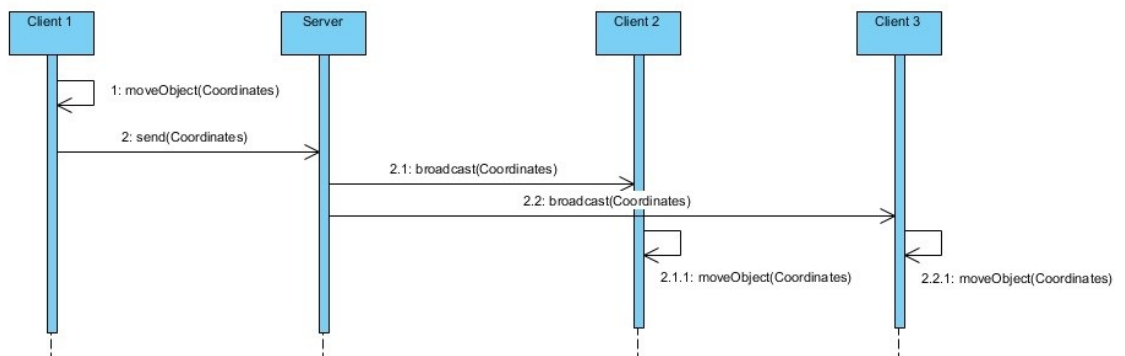 Client 1
Server
Client 2
Client 3
1: moveObject(Coordinates)
2: send(Coordinates)
2.1: broadcast(Coordinates)
2.2: broadcast(Coordinates)
2.1.1: moveObject(Coordinates)
2.2.1: moveObject(Coordinates)